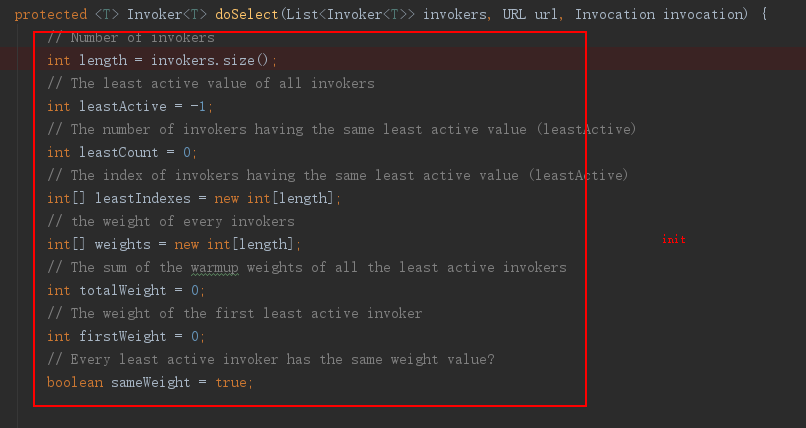 protected <T> Invoker<T> doSelect(List<Invoker<T>> invokers, URL url, Invocation invocation) {
// Number of invokers
int length = invokers.size();
// The least active value of all invokers
int leastActive = -1;
// The number of invokers having the same least active value (leastActive)
int leastCount = 0;
// The index of invokers having the same least active value (leastActive)
int[] leastIndexes = new int[length];
// the weight of every invokers
int[] weights = new int[length];
init
// The sum of the warmup weights of all the least active invokers
int totalWeight = 0;
// The weight of the first least active invoker
int firstWeight = 0;
// Every least active invoker has the same weight value?
boolean sameWeight = true;